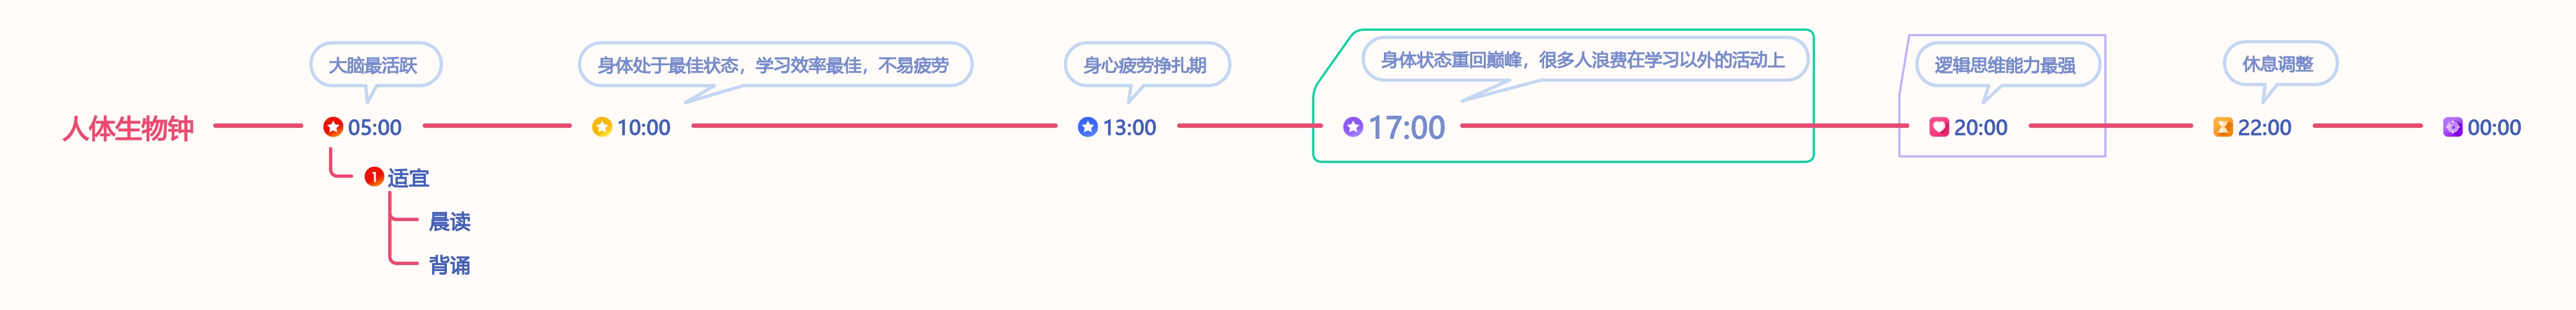 大脑最活跃
身体处于最佳状态，学习效率最佳，不易疲劳
身心疲劳挣扎期
身体状态重回巅峰，很多人浪费在学习以外的活动上
逻辑思维能力最强
休息调整
人体生物钟
05:00
10:00
13:00
17:00
20:00
22:00
00:00
1 适宜
晨读
背诵